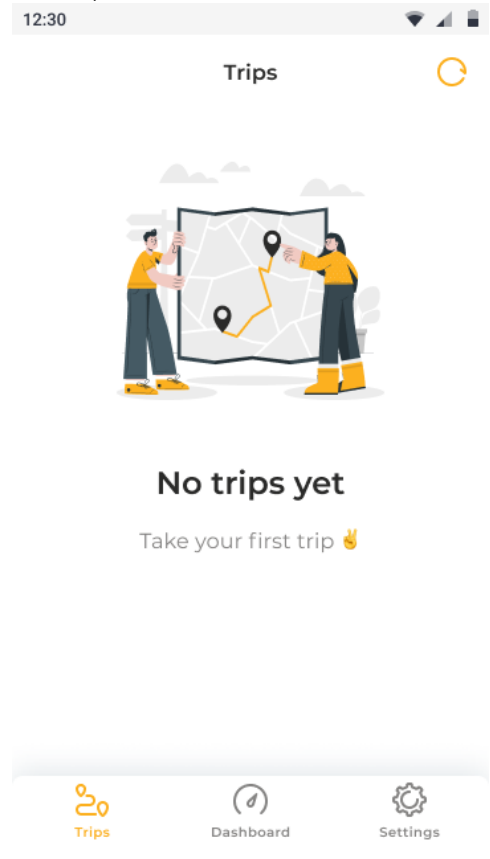 12:30
Trips
No trips yet
Take your first trip ✌️
Trips
Dashboard
Settings